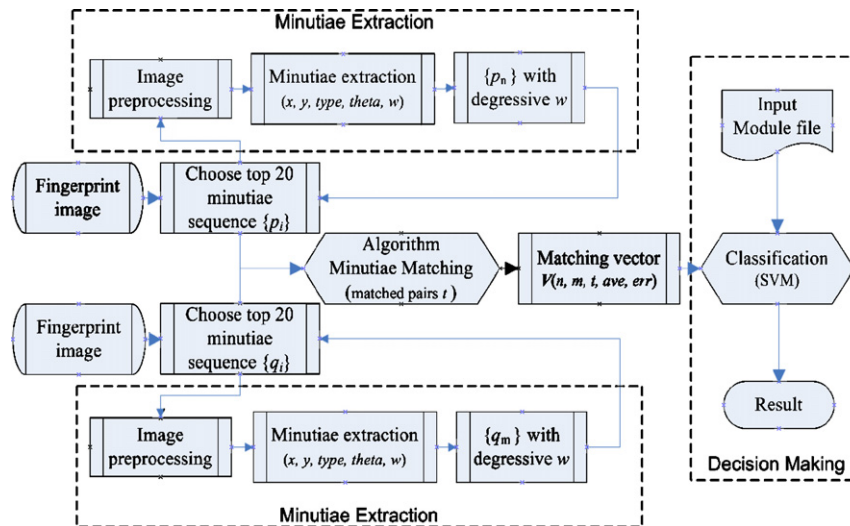 Minutiae Extraction
Image
preprocessing
Minutiae extraction
(x, y, type, theta, w)
{pn} with
degressive w
Fingerprint
image
Choose top 20
minutiae
sequence {pi}
Algorithm
Minutiae Matching
(matched pairs t)
Matching vector
V(n, m, t, ave, err)
Fingerprint
image
Choose top 20
minutiae
sequence {qi}
Image
preprocessing
Minutiae extraction
(x, y, type, theta, w)
{qm} with
degressive w
Minutiae Extraction
Input
Module file
Classification
(SVM)
Result
Decision Making